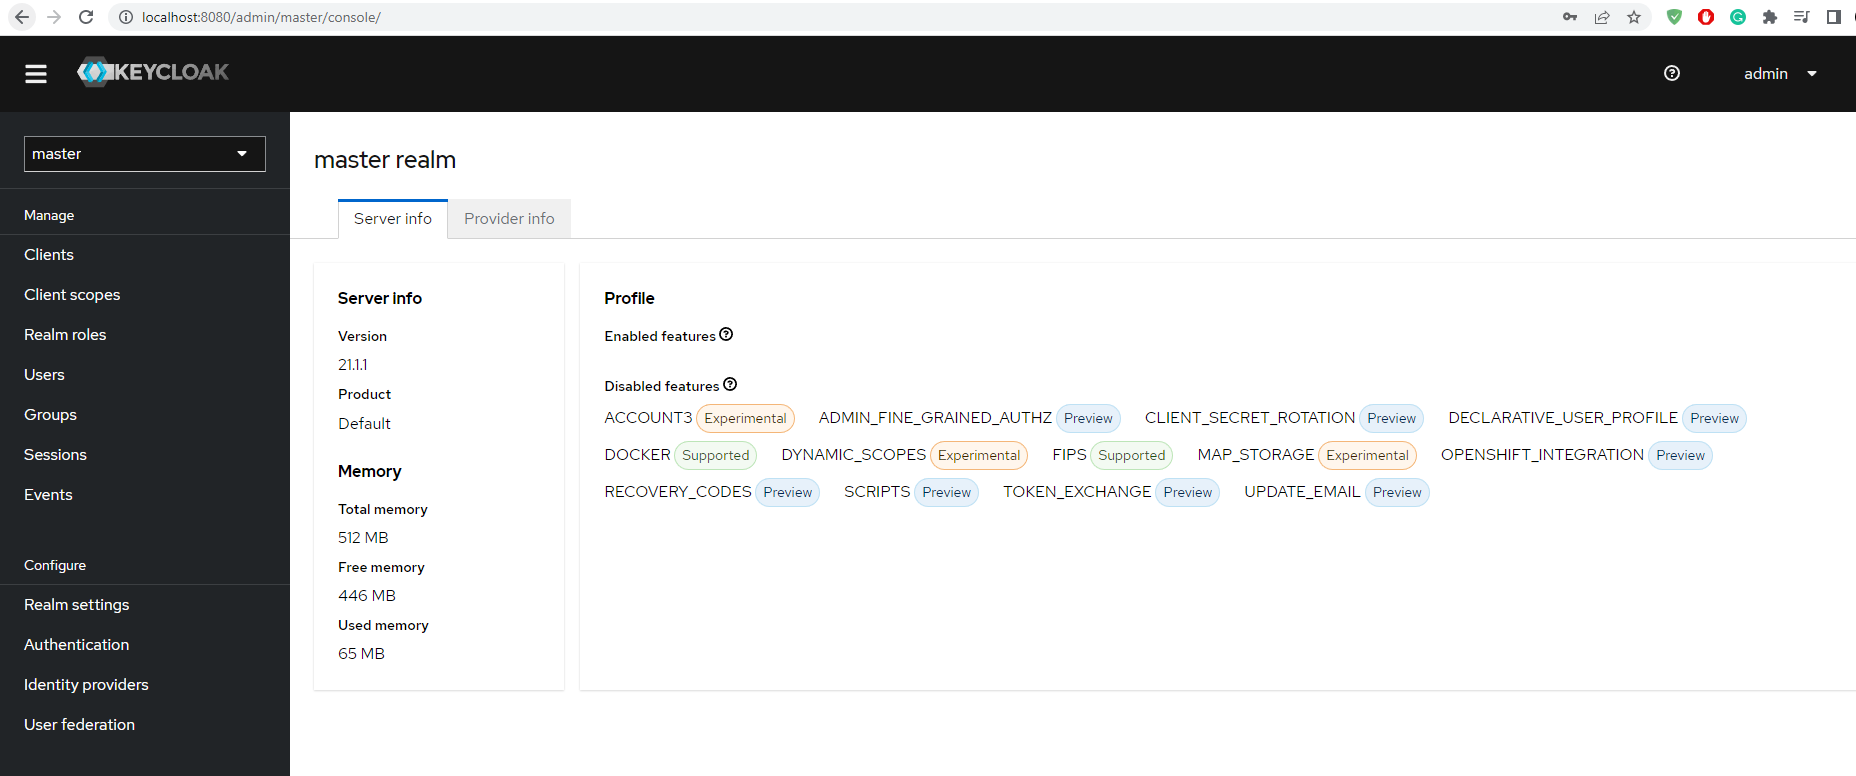 localhost:8080/admin/master/console/
KEYCLOAK
admin
master
Manage
Clients
Client scopes
Realm roles
Users
Groups
Sessions
Events
Configure
Realm settings
Authentication
Identity providers
User federation
master realm
Server info Provider info
Server info
Version
21.1.1
Product
Default
Memory
Total memory
512 MB
Free memory
446 MB
Used memory
65 MB
Profile
Enabled features
Disabled features
ACCOUNT3 Experimental ADMIN_FINE_GRAINED_AUTHZ Preview CLIENT_SECRET_ROTATION Preview DECLARATIVE_USER_PROFILE Preview
DOCKER Supported DYNAMIC_SCOPES Experimental FIPS Supported MAP_STORAGE Experimental OPENSHIFT_INTEGRATION Preview
RECOVERY_CODES Preview SCRIPTS Preview TOKEN_EXCHANGE Preview UPDATE_EMAIL Preview